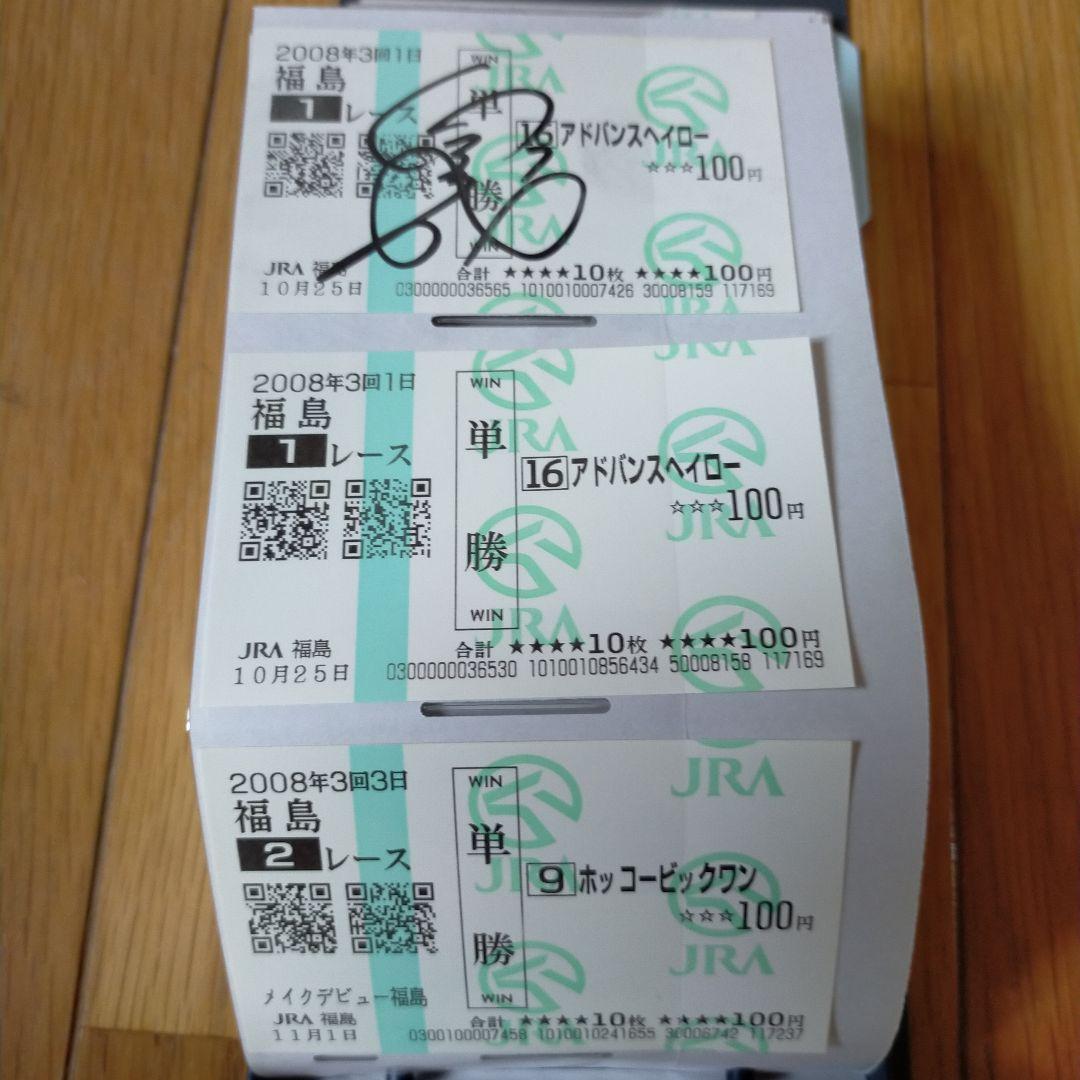 2008年3回1日
福島
1 レース
WIN
単勝
WIN
アドバンスヘイロー
☆☆☆100円
JRA 福島
10月25日
合計 ★★★★10枚 ★★★★100円
0300000036565 1010010007426 30008159 117169
2008年3回1日
福島
1 レース
WIN
単勝
WIN
16 アドバンスヘイロー
☆☆☆100円
JRA 福島
10月25日
合計 ★★★★10枚 ★★★★100円
0300000036530 1010010856434 50008158 117169
2008年3回3日
福島
2 レース
WIN
単勝
WIN
9 ホッコービックワン
☆☆☆100円
メイクデビュー福島
JRA 福島
11月1日
合計 ★★★★10枚 ★★★★100円
0300100007458 1010010241655 30006742 117237
JRA
JRA
JRA
JRA
JRA
JRA
JRA
JRA
JRA
JRA